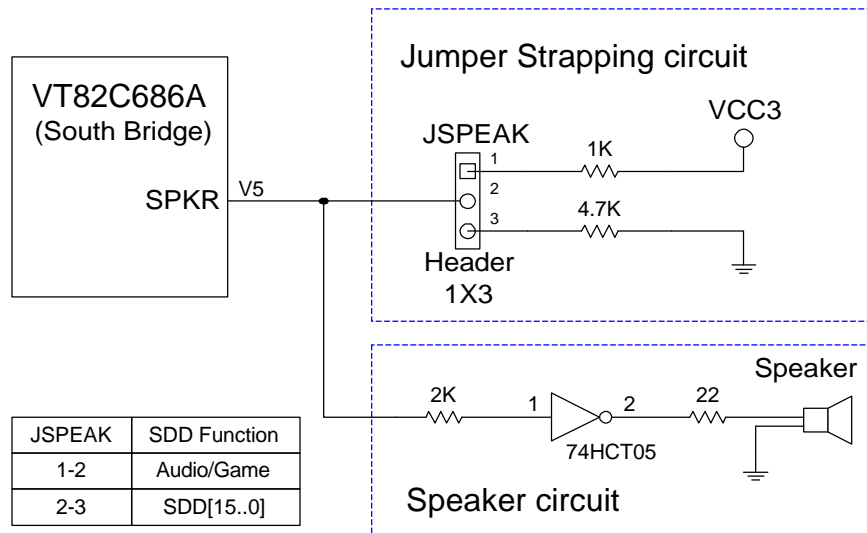 VT82C686A
(South Bridge)
SPKR
V5
Jumper Strapping circuit
VCC3
JSPEAK
1
1K
2
3
4.7K
Header
1X3
Speaker
2K
1
2
22
74HCT05
Speaker circuit
JSPEAK SDD Function
1-2 Audio/Game
2-3 SDD[15..0]